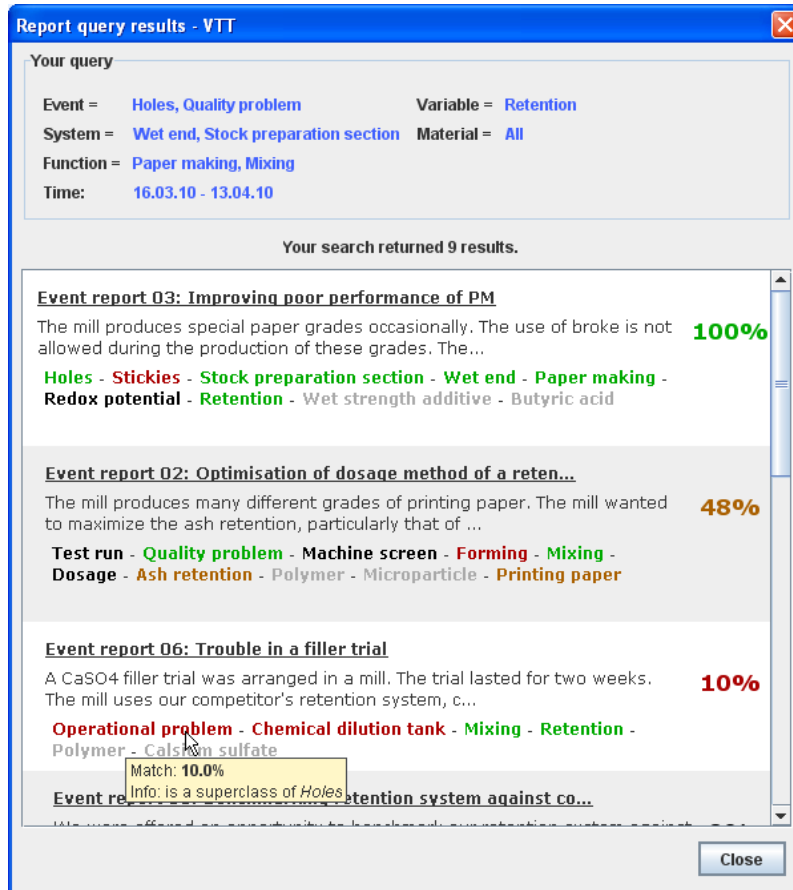 Report query results - VTT
Your query
Event = Holes, Quality problem Variable = Retention
System = Wet end, Stock preparation section Material = All
Function = Paper making, Mixing
Time: 16.03.10 - 13.04.10
Your search returned 9 results.
Event report 03: Improving poor performance of PM
The mill produces special paper grades occasionally. The use of broke is not
allowed during the production of these grades. The...
100%
Holes - Stickies - Stock preparation section - Wet end - Paper making -
Redox potential - Retention - Wet strength additive - Butyric acid
Event report 02: Optimisation of dosage method of a reten...
The mill produces many different grades of printing paper. The mill wanted
to maximize the ash retention, particularly that of ...
48%
Test run - Quality problem - Machine screen - Forming - Mixing -
Dosage - Ash retention - Polymer - Microparticle - Printing paper
Event report 06: Trouble in a filler trial
A CaSO4 filler trial was arranged in a mill. The trial lasted for two weeks.
The mill uses our competitor's retention system, c...
10%
Operational problem - Chemical dilution tank - Mixing - Retention -
Polymer - Calsium sulfate
Match: 10.0%
Info: is a superclass of Holes
Event retention system against co...
Close